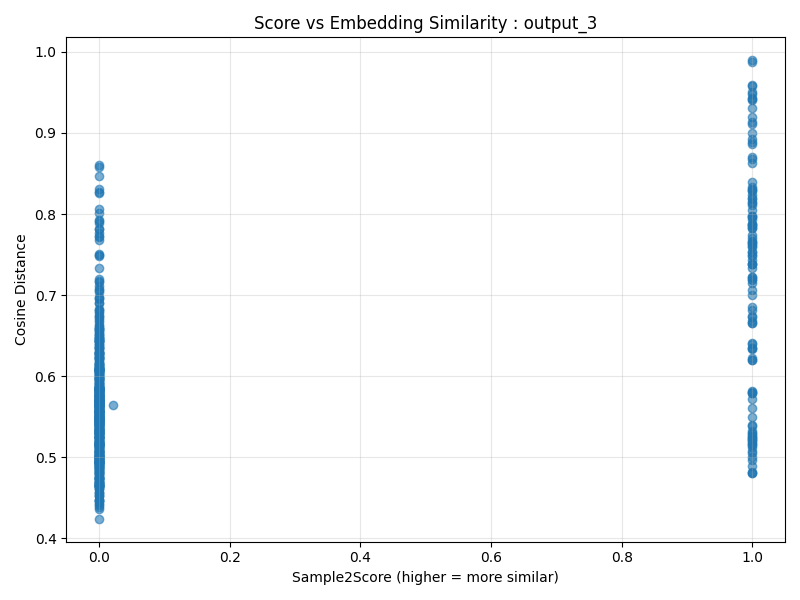 Score vs Embedding Similarity : output_3
1.0
0.9
0.8
0.7
0.6
0.5
0.4
Cosine Distance
0.0 0.2 0.4 0.6 0.8 1.0
Sample2Score (higher = more similar)